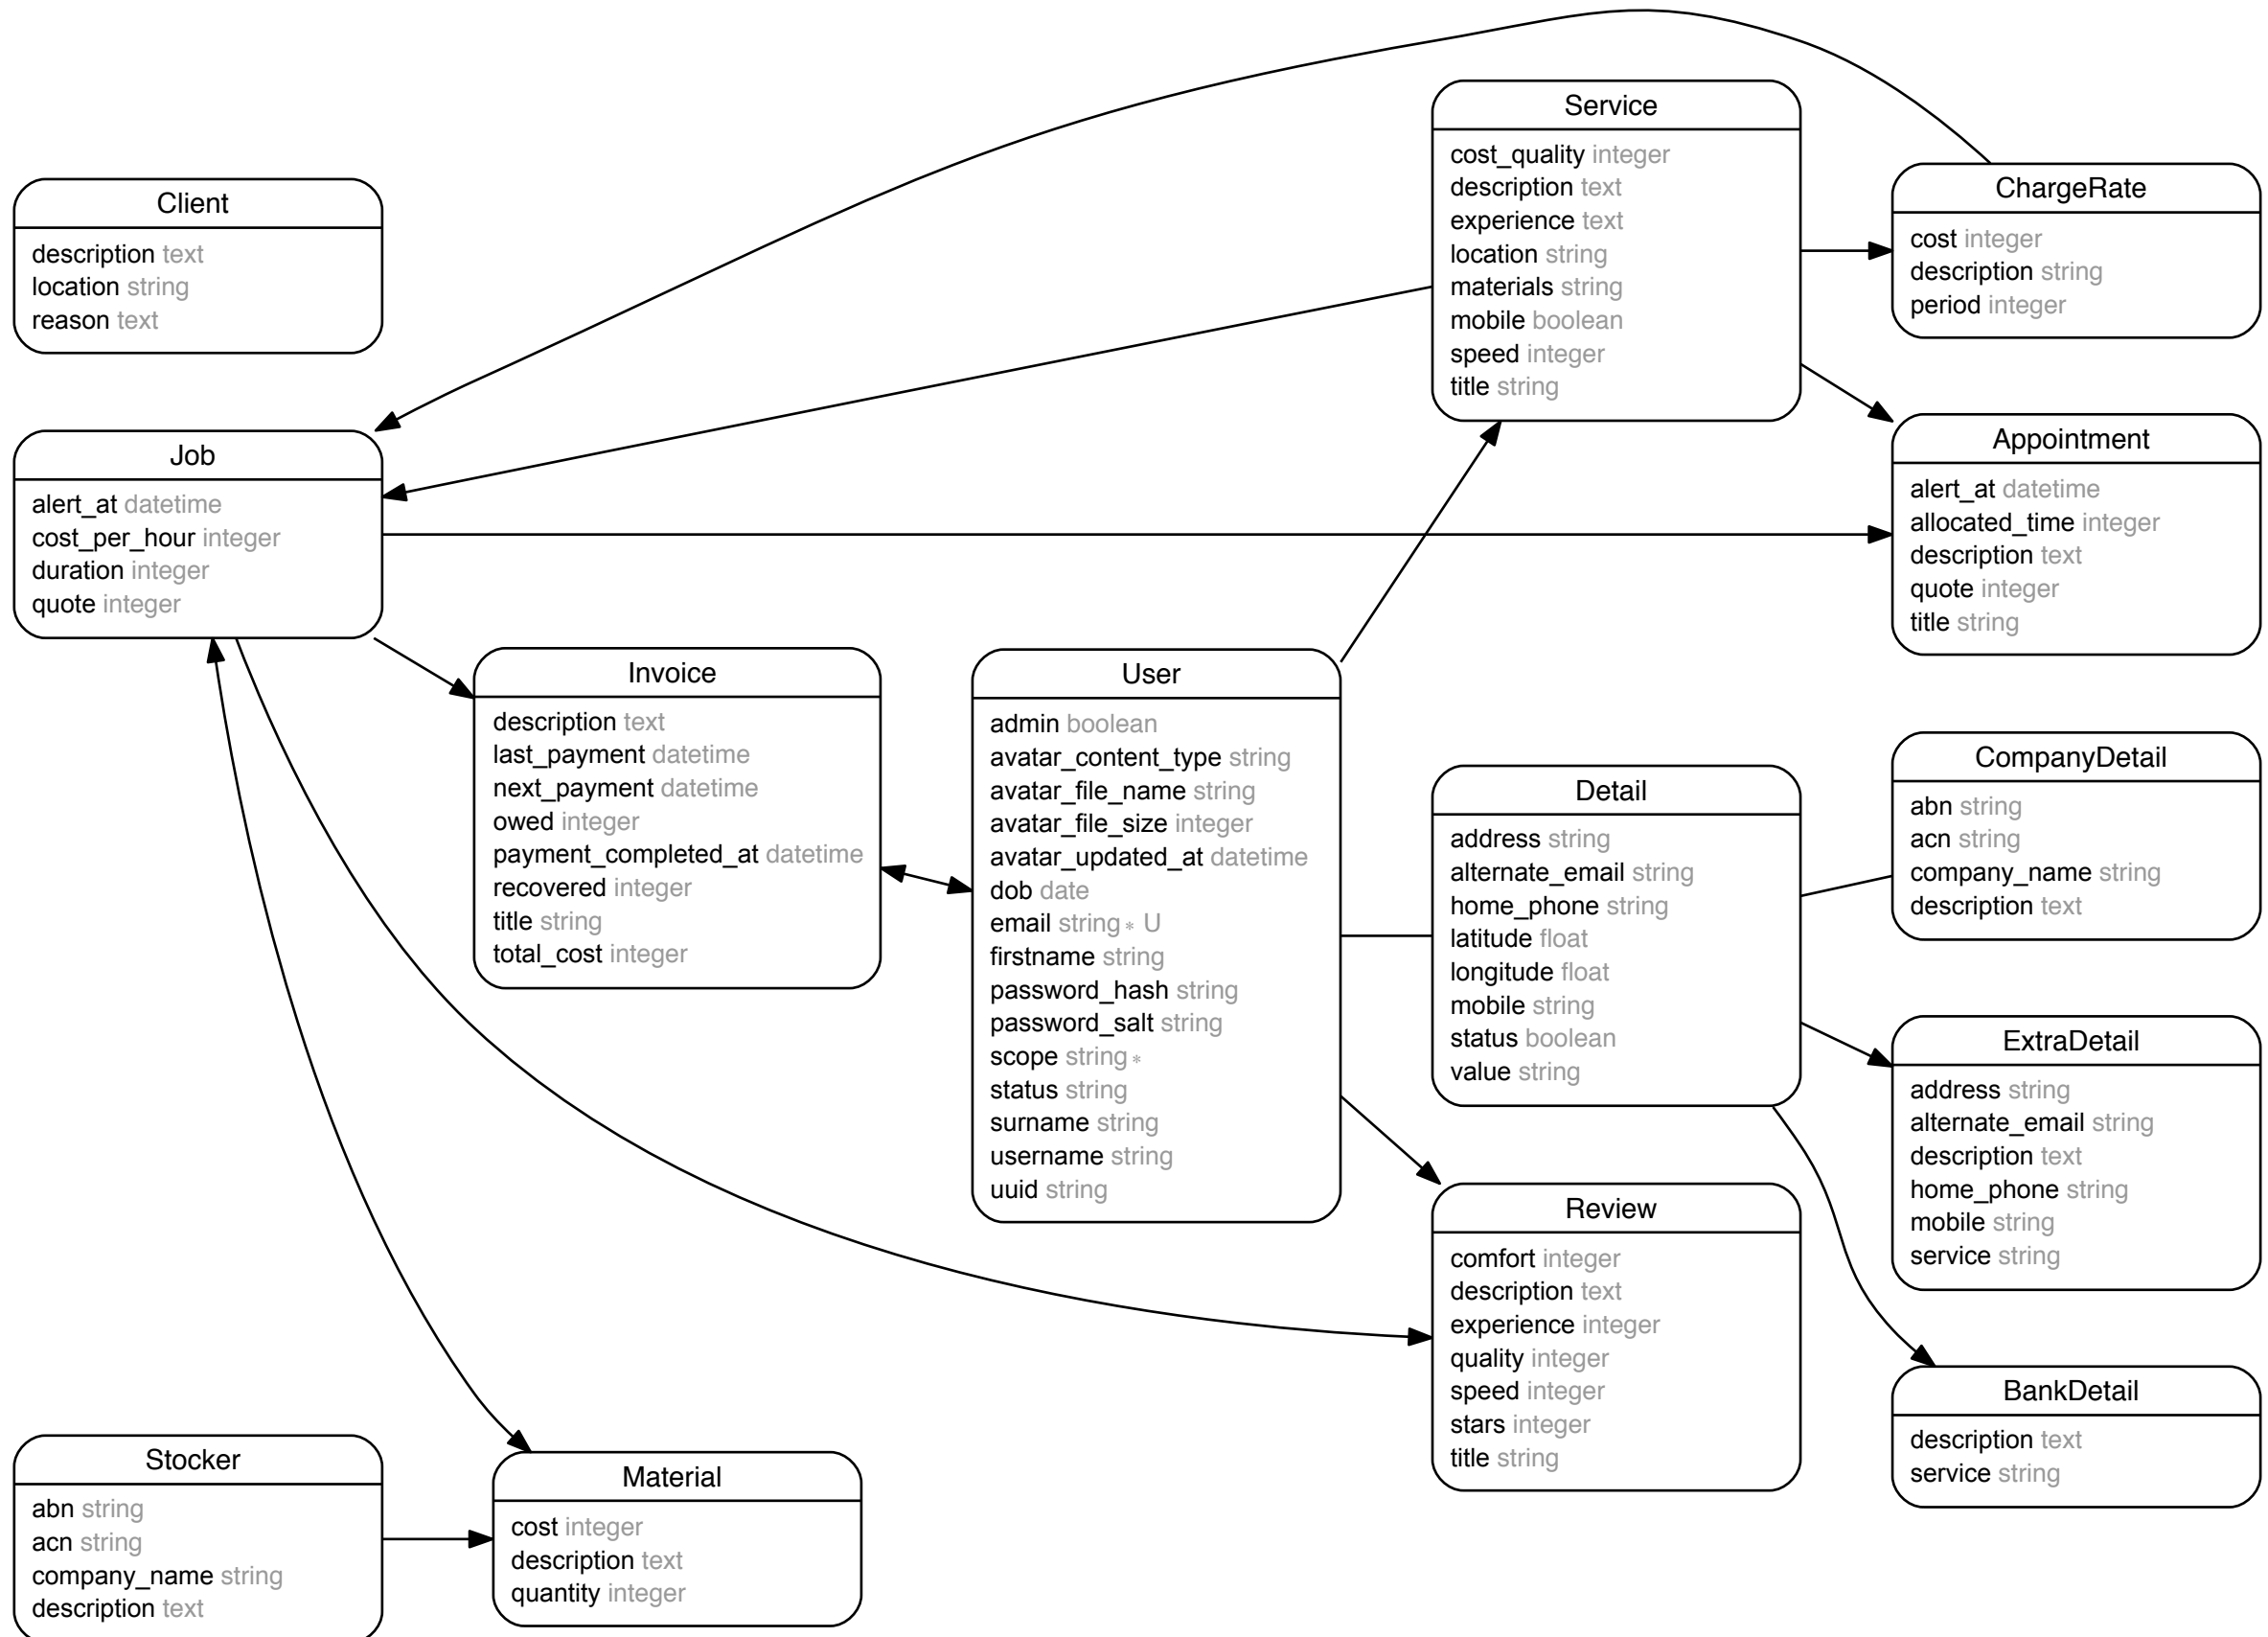 Client
description text
location string
reason text
Job
alert_at datetime
cost_per_hour integer
duration integer
quote integer
Stocker
abn string
acn string
company_name string
description text
Invoice
description text
last_payment datetime
next_payment datetime
owed integer
payment_completed_at datetime
recovered integer
title string
total_cost integer
Material
cost integer
description text
quantity integer
User
admin boolean
avatar_content_type string
avatar_file_name string
avatar_file_size integer
avatar_updated_at datetime
dob date
email string * U
firstname string
password_hash string
password_salt string
scope string *
status string
surname string
username string
uuid string
Service
cost_quality integer
description text
experience text
location string
materials string
mobile boolean
speed integer
title string
Detail
address string
alternate_email string
home_phone string
latitude float
longitude float
mobile string
status boolean
value string
Review
comfort integer
description text
experience integer
quality integer
speed integer
stars integer
title string
ChargeRate
cost integer
description string
period integer
Appointment
alert_at datetime
allocated_time integer
description text
quote integer
title string
CompanyDetail
abn string
acn string
company_name string
description text
ExtraDetail
address string
alternate_email string
description text
home_phone string
mobile string
service string
BankDetail
description text
service string